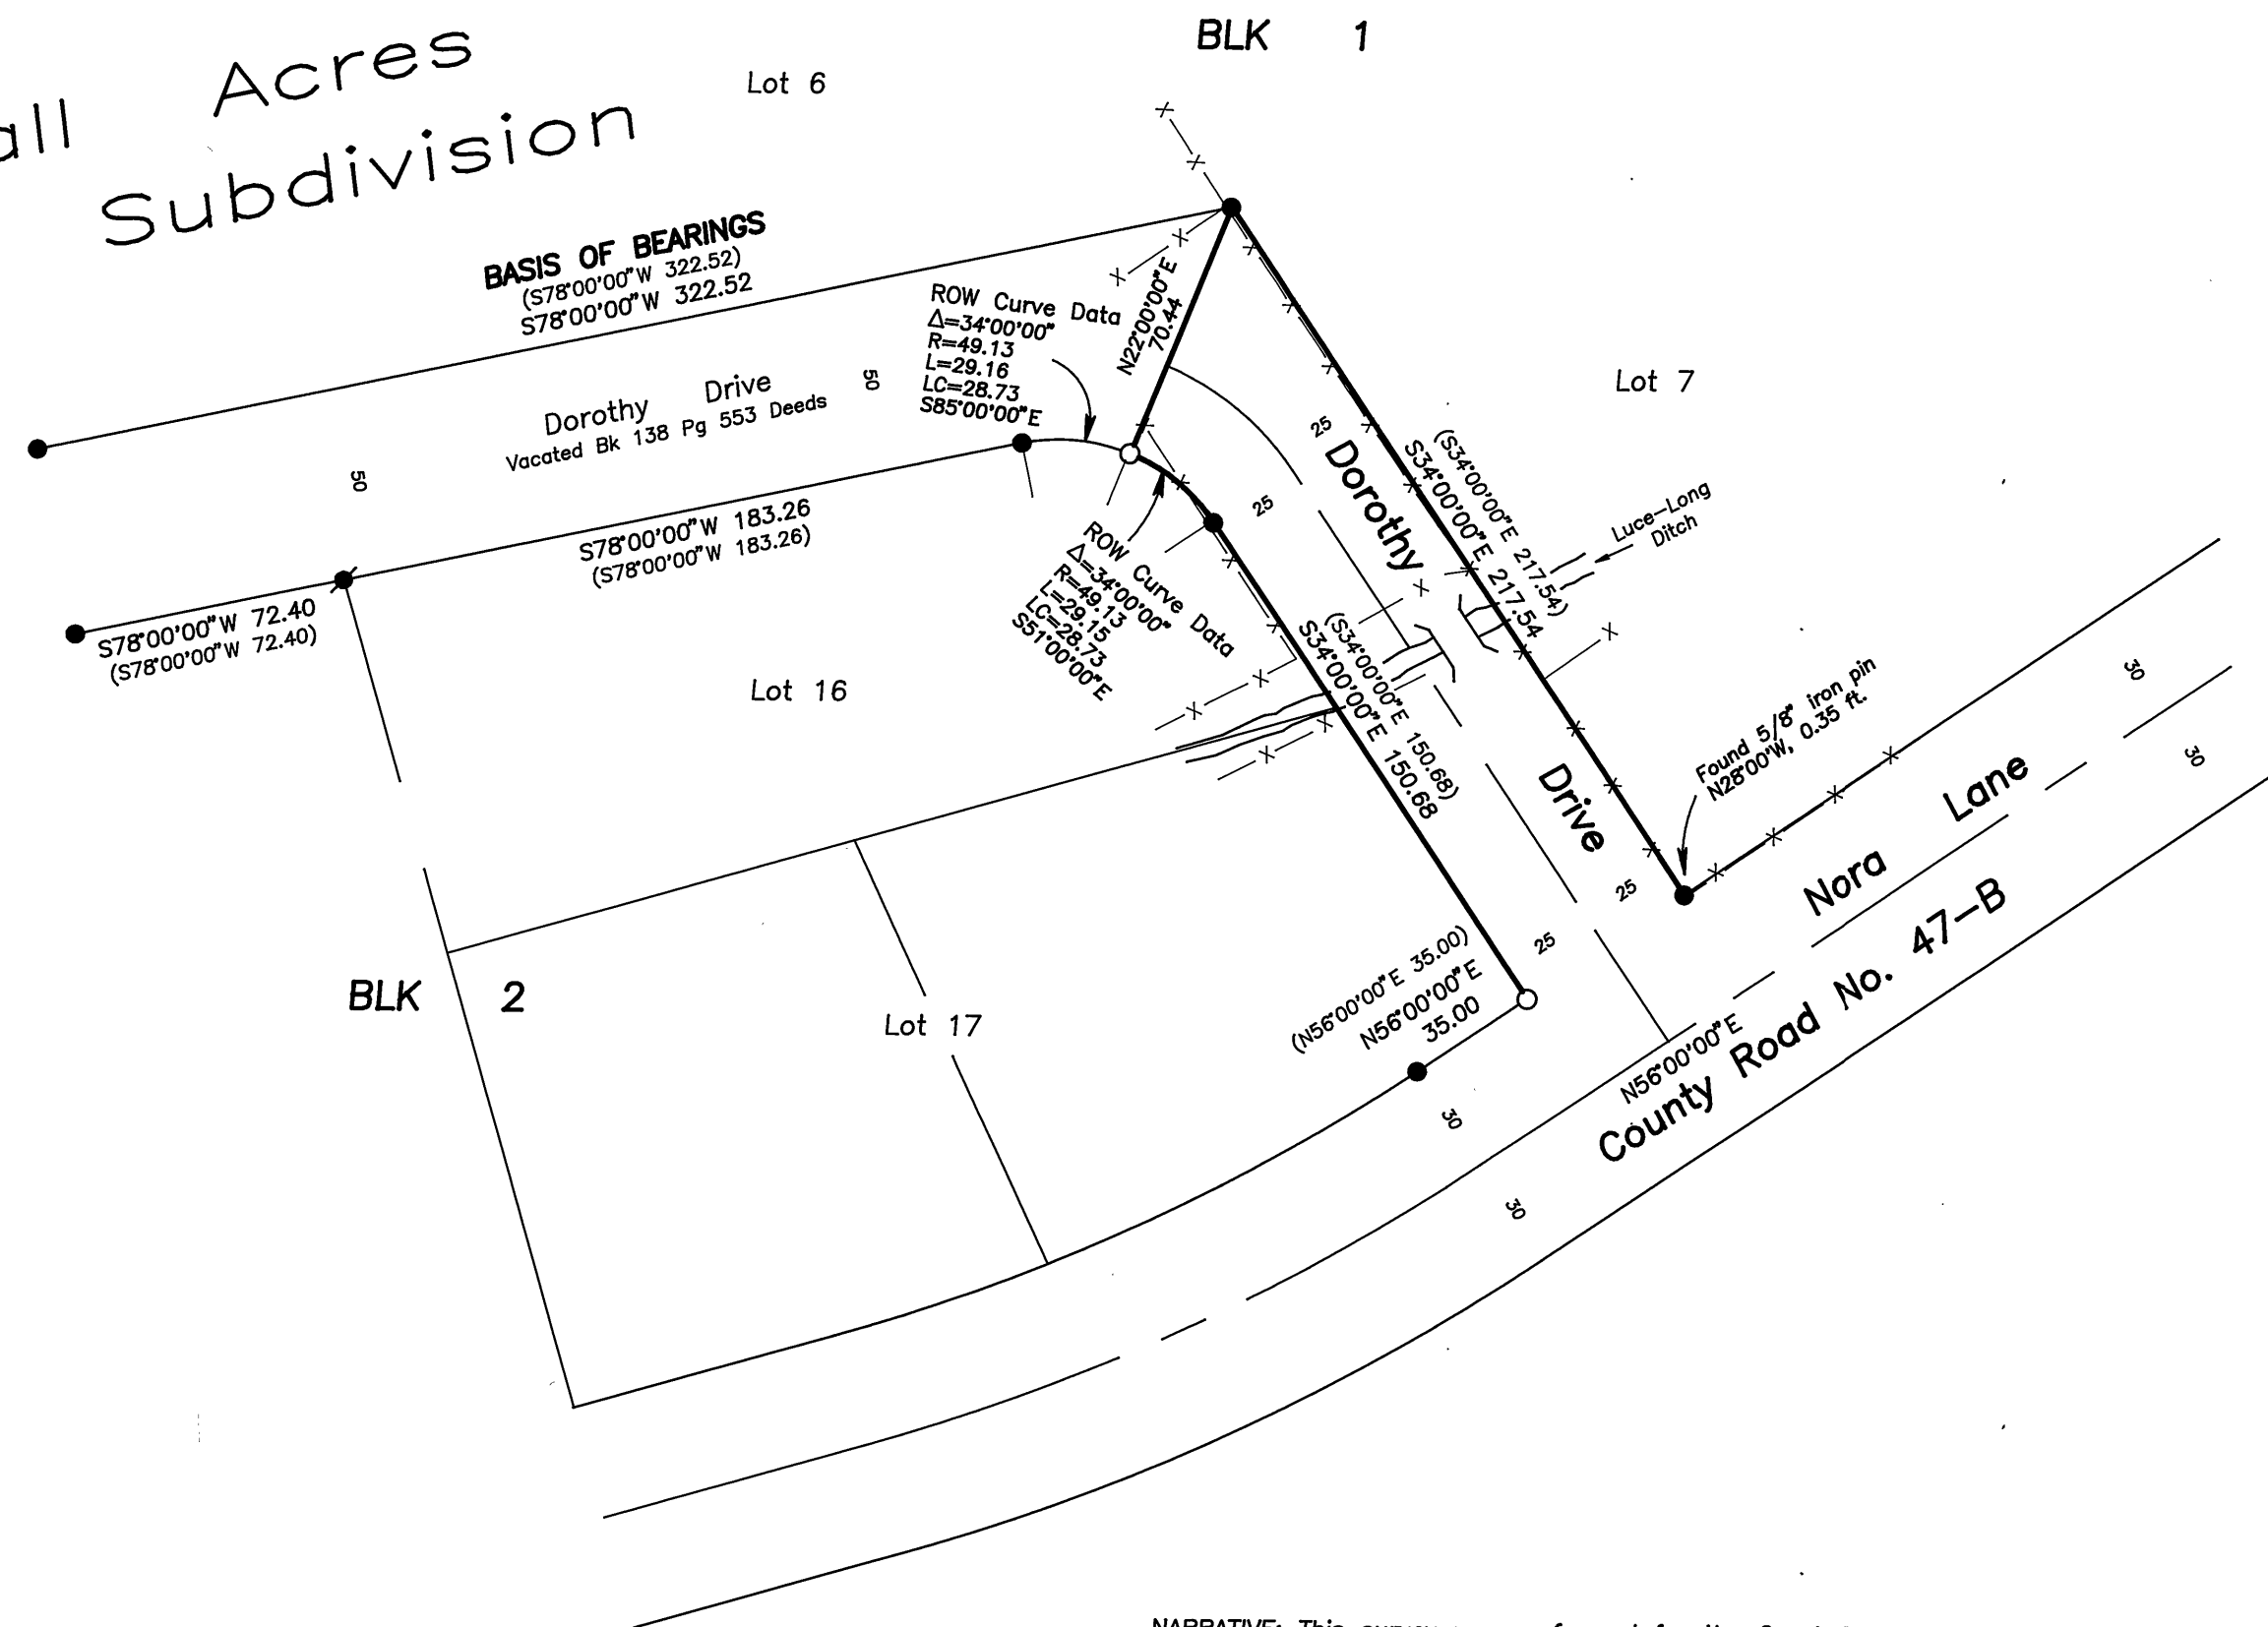 BLK 1
Acres
all
Lot 6
Subdivision
BASIS OF BEARINGS
(S78°00'00"W 322.52)
S78°00'00"W 322.52
ROW Curve Data
Δ=34°00'00"
R=49.13
L=29.16
LC=28.73
S85°00'00"E
N22°00'00"E
70.44
Dorothy Drive
Vacated Bk 138 Pg 553 Deeds
50
50
Lot 7
25
25
Dorothy
(S34°00'00"E 217.54)
S34°00'00"E 217.54
Luce-Long
Ditch
S78°00'00"W 183.26
(S78°00'00"W 183.26)
S78°00'00"W 72.40
(S78°00'00"W 72.40)
ROW Curve Data
Δ=34°00'00"
R=49.13
L=29.15
LC=28.73
S51°00'00"E
(S34°00'00"E 150.68)
S34°00'00"E 150.68
Lot 16
Found 5/8" iron pin
N28°00'W, 0.35 ft.
30
30
Drive
Nora Lane
25
25
County Road No. 47-B
N56°00'00"E
(N56°00'00"E 35.00)
N56°00'00"E
35.00
BLK 2
Lot 17
30
30
NARRATIVE: This